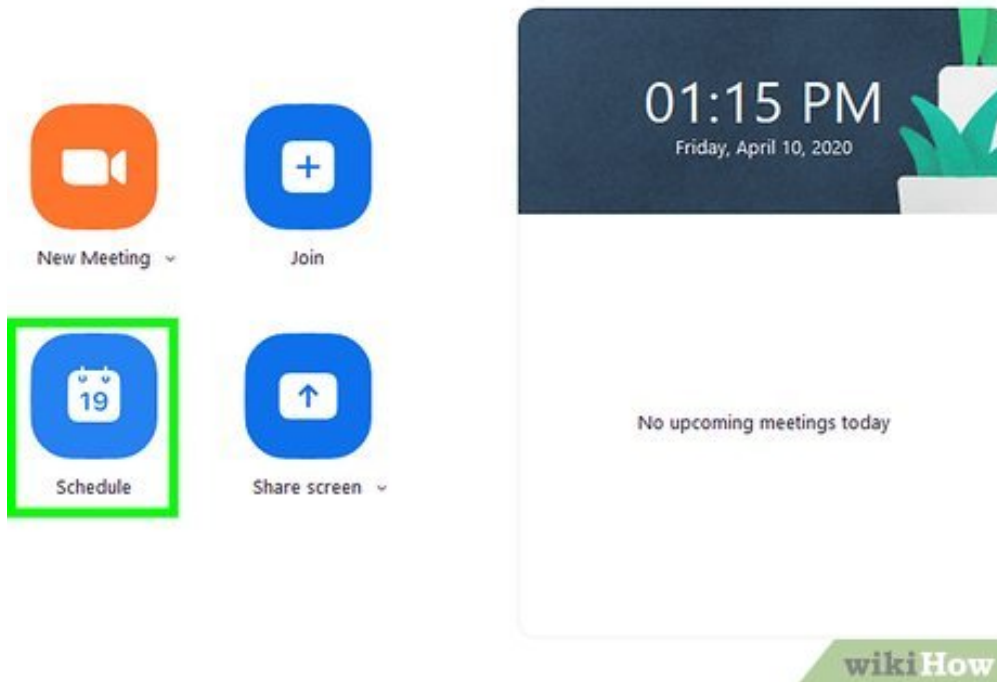 01:15 PM
Friday, April 10, 2020
New Meeting
Join
19
Schedule
Share screen
No upcoming meetings today
wikiHow